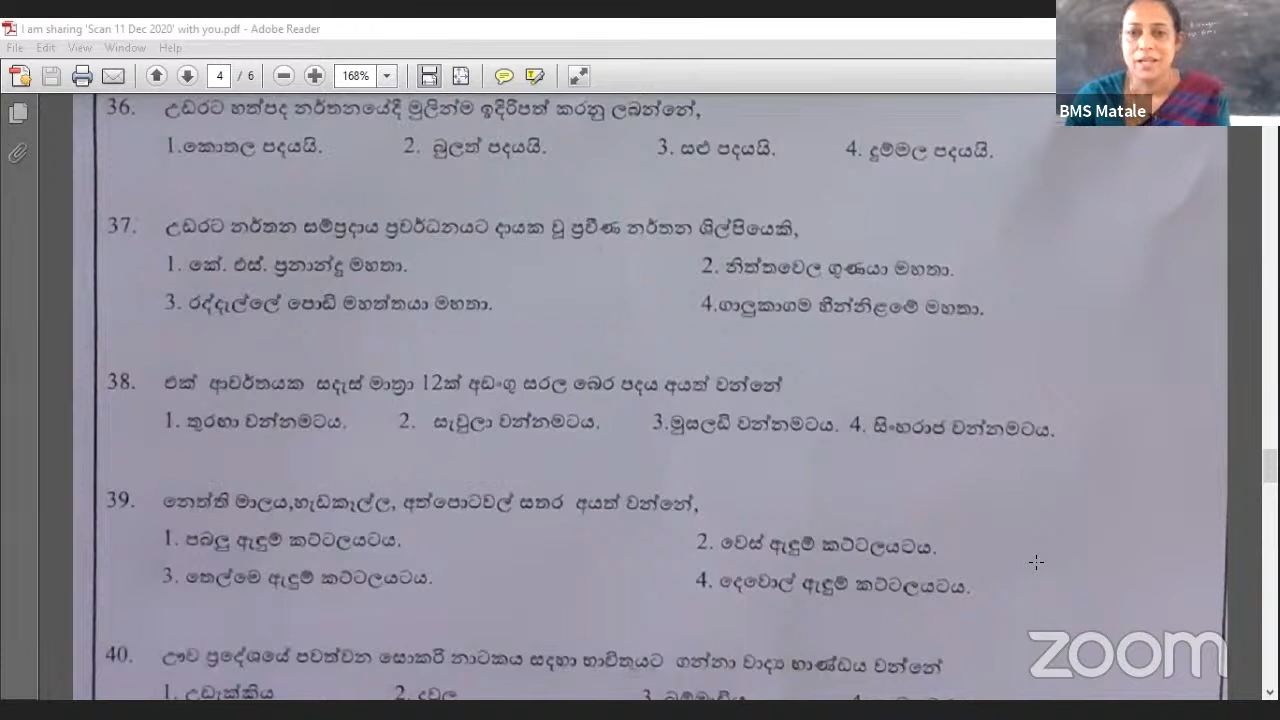 I am sharing 'Scan 11 Dec 2020' with you.pdf - Adobe Reader
File Edit View Window Help
4 / 6 168%
BMS Matale
36. උඩරට හත්පද නර්තනයේදී මුලින්ම ඉදිරිපත් කරනු ලබන්නේ,
1.කොතල පදයයි. 2. බුලත් පදයයි. 3. සළු පදයයි. 4. දුම්මල පදයයි.
37. උඩරට නර්තන සම්ප්‍රදාය ප්‍රවර්ධනයට දායක වූ ප්‍රවීණ නර්තන ශිල්පියෙකි,
1. කේ. එස්. ප්‍රනාන්දු මහතා. 2. නිත්තවෙල ගුණයා මහතා.
3. රද්දැල්ලේ පොඩි මහත්තයා මහතා. 4.ගාලුකාගම හීන්නිළමේ මහතා.
38. එක් ආවර්තයක සදැස් මාත්‍රා 12ක් අඩංගු සරල බෙර පදය අයත් වන්නේ
1. තුරඟා වන්නමටය. 2. සැවුලා වන්නමටය. 3.මුසලඩි වන්නමටය. 4. සිංහරාජ වන්නමටය.
39. නෙත්ති මාලය,හැඩකෑල්ල, අත්පොටවල් සතර අයත් වන්නේ,
1. පබලු ඇඳුම් කට්ටලයටය. 2. වෙස් ඇඳුම් කට්ටලයටය.
3. තෙල්මෙ ඇඳුම් කට්ටලයටය. 4. දෙවොල් ඇඳුම් කට්ටලයටය.
40. ඌව ප්‍රදේශයේ පවත්වන සොකරි නාටකය සඳහා භාවිතයට ගන්නා වාද්‍ය භාණ්ඩය වන්නේ
1. උඩැක්කිය 2. දවුල 3. 4.
zoom